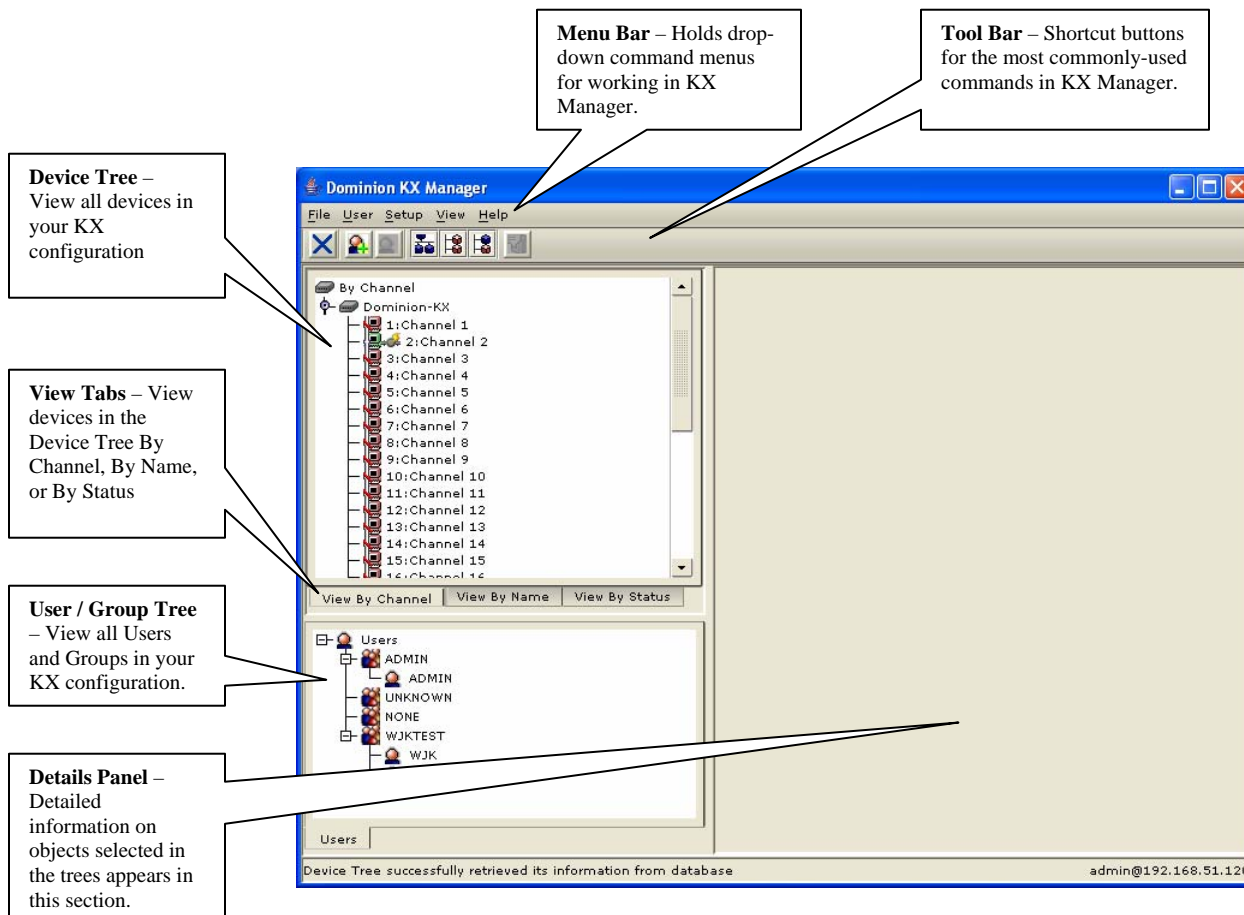 Menu Bar – Holds drop-
down command menus
for working in KX
Manager.
Tool Bar – Shortcut buttons
for the most commonly-used
commands in KX Manager.
Device Tree –
View all devices in
your KX
configuration
View Tabs – View
devices in the
Device Tree By
Channel, By Name,
or By Status
User / Group Tree
– View all Users
and Groups in your
KX configuration.
Details Panel –
Detailed
information on
objects selected in
the trees appears in
this section.
Dominion KX Manager
File User Setup View Help
By Channel
Dominion-KX
1:Channel 1
2:Channel 2
3:Channel 3
4:Channel 4
5:Channel 5
6:Channel 6
7:Channel 7
8:Channel 8
9:Channel 9
10:Channel 10
11:Channel 11
12:Channel 12
13:Channel 13
14:Channel 14
15:Channel 15
16:Channel 16
View By Channel View By Name View By Status
Users
ADMIN
ADMIN
UNKNOWN
NONE
WJKTEST
WJK
Users
Device Tree successfully retrieved its information from database admin@192.168.51.120